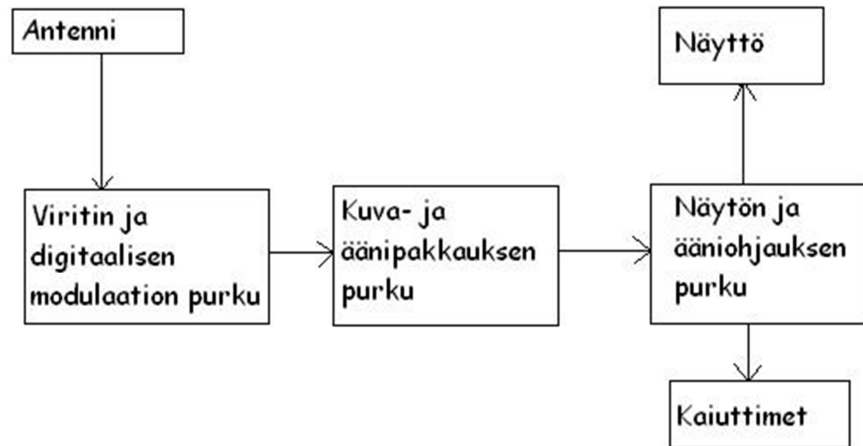 Antenni
Näyttö
Viritin ja
digitaalisen
modulaation purku
Kuva- ja
äänipakkauksen
purku
Näytön ja
ääniohjauksen
purku
Kaiuttimet